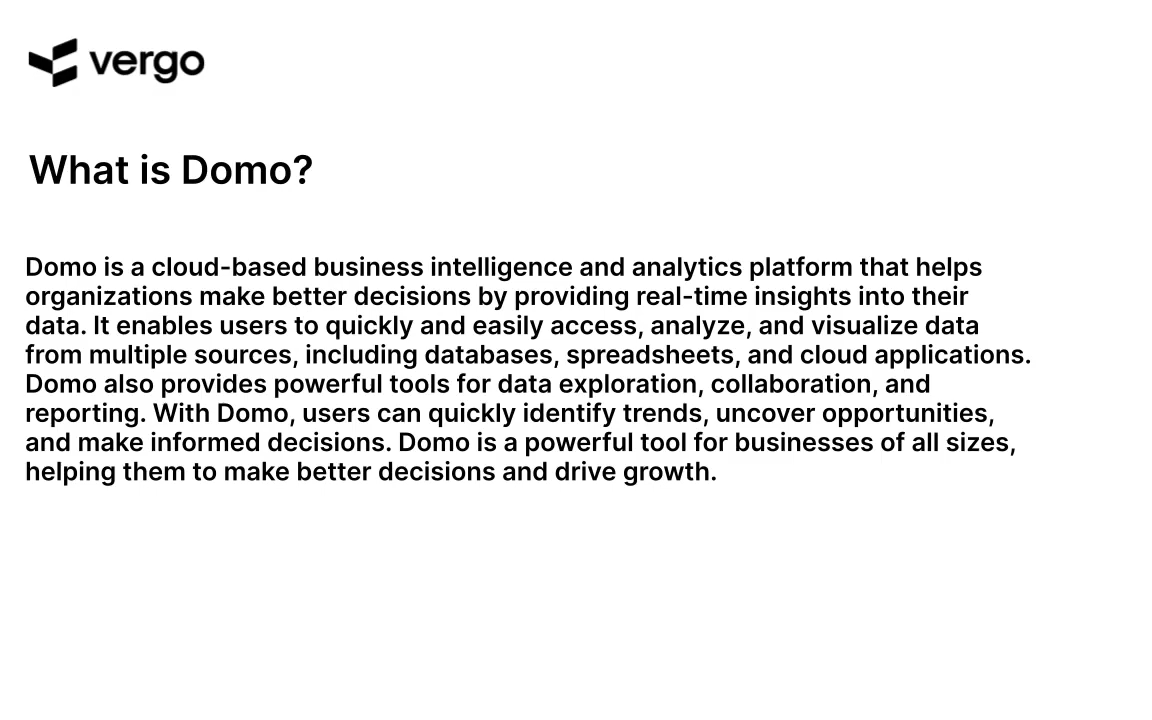 vergo
What is Domo?
Domo is a cloud-based business intelligence and analytics platform that helps
organizations make better decisions by providing real-time insights into their
data. It enables users to quickly and easily access, analyze, and visualize data
from multiple sources, including databases, spreadsheets, and cloud applications.
Domo also provides powerful tools for data exploration, collaboration, and
reporting. With Domo, users can quickly identify trends, uncover opportunities,
and make informed decisions. Domo is a powerful tool for businesses of all sizes,
helping them to make better decisions and drive growth.